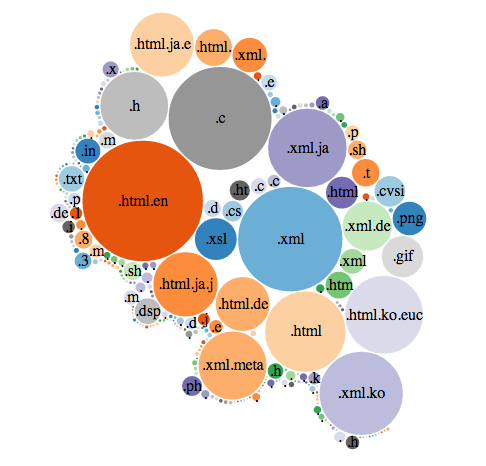 .html.ja.e
.html.
.xml.
.x
.e
.h
.c
.a
.p
.m
.in
.xml.ja
.sh
.t
.txt
.ht
.c
.c
.html
.cvsi
.p
.html.en
.de
.d
.cs
.xml.de
.png
.8
.xsl
.xml
.m
.gif
.3
.sh
.xml
.html.ja.j
.htm
.m
.html.de
.dsp
.html.ko.euc
.d
.e
.html
.xml.meta
.h
.k
.ph
.xml.ko
.h